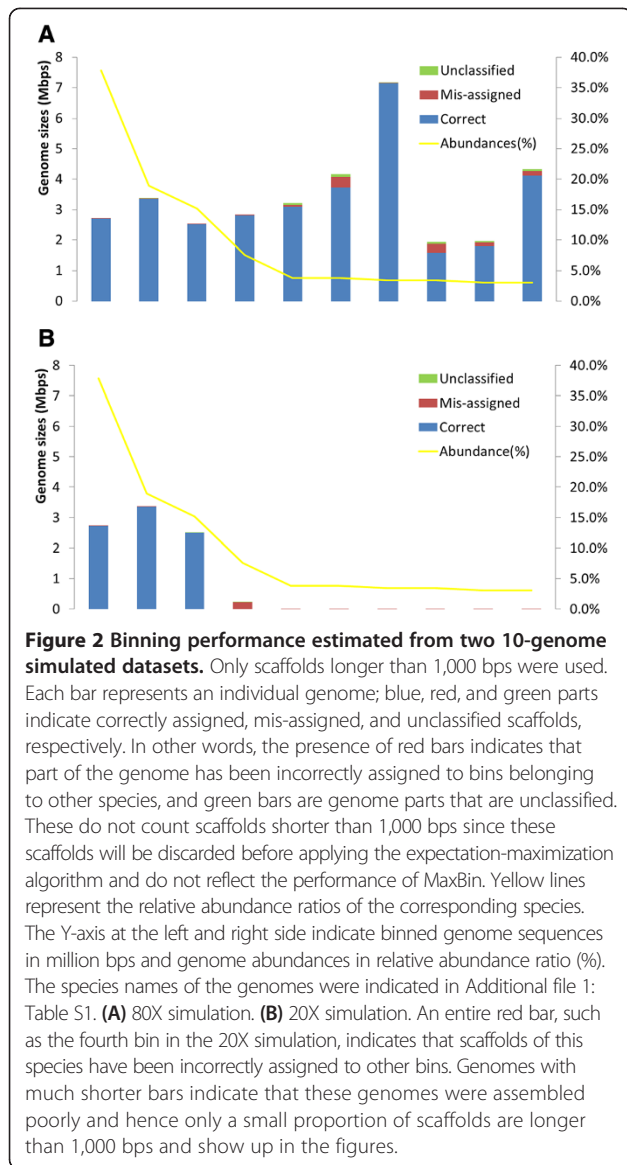 A
Genome sizes (Mbps)
8
7
6
5
4
3
2
1
0
Unclassified
Mis-assigned
Correct
Abundances(%)
40.0%
35.0%
30.0%
25.0%
20.0%
15.0%
10.0%
5.0%
0.0%
B
Genome sizes (Mbps)
8
7
6
5
4
3
2
1
0
Unclassified
Mis-assigned
Correct
Abundance(%)
40.0%
35.0%
30.0%
25.0%
20.0%
15.0%
10.0%
5.0%
0.0%
Figure 2 Binning performance estimated from two 10-genome
simulated datasets. Only scaffolds longer than 1,000 bps were used.
Each bar represents an individual genome; blue, red, and green parts
indicate correctly assigned, mis-assigned, and unclassified scaffolds,
respectively. In other words, the presence of red bars indicates that
part of the genome has been incorrectly assigned to bins belonging
to other species, and green bars are genome parts that are unclassified.
These do not count scaffolds shorter than 1,000 bps since these
scaffolds will be discarded before applying the expectation-maximization
algorithm and do not reflect the performance of MaxBin. Yellow lines
represent the relative abundance ratios of the corresponding species.
The Y-axis at the left and right side indicate binned genome sequences
in million bps and genome abundances in relative abundance ratio (%).
The species names of the genomes were indicated in Additional file 1:
Table S1. (A) 80X simulation. (B) 20X simulation. An entire red bar, such
as the fourth bin in the 20X simulation, indicates that scaffolds of this
species have been incorrectly assigned to other bins. Genomes with
much shorter bars indicate that these genomes were assembled
poorly and hence only a small proportion of scaffolds are longer
than 1,000 bps and show up in the figures.